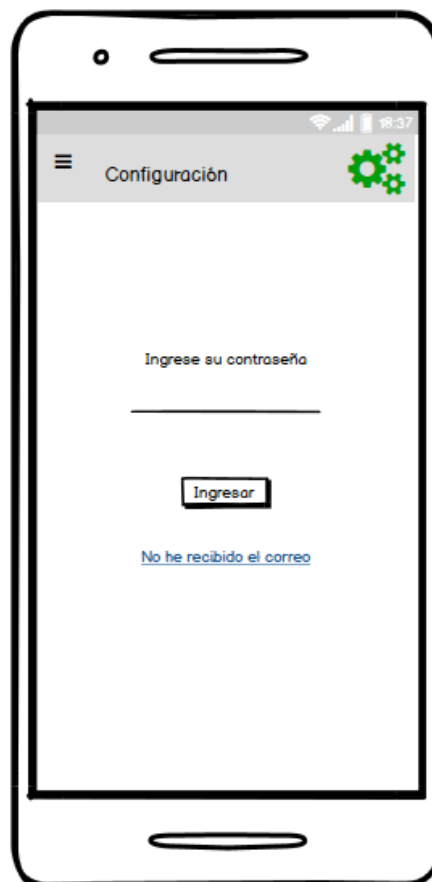 18:37
Configuración
Ingrese su contraseña
Ingresar
No he recibido el correo